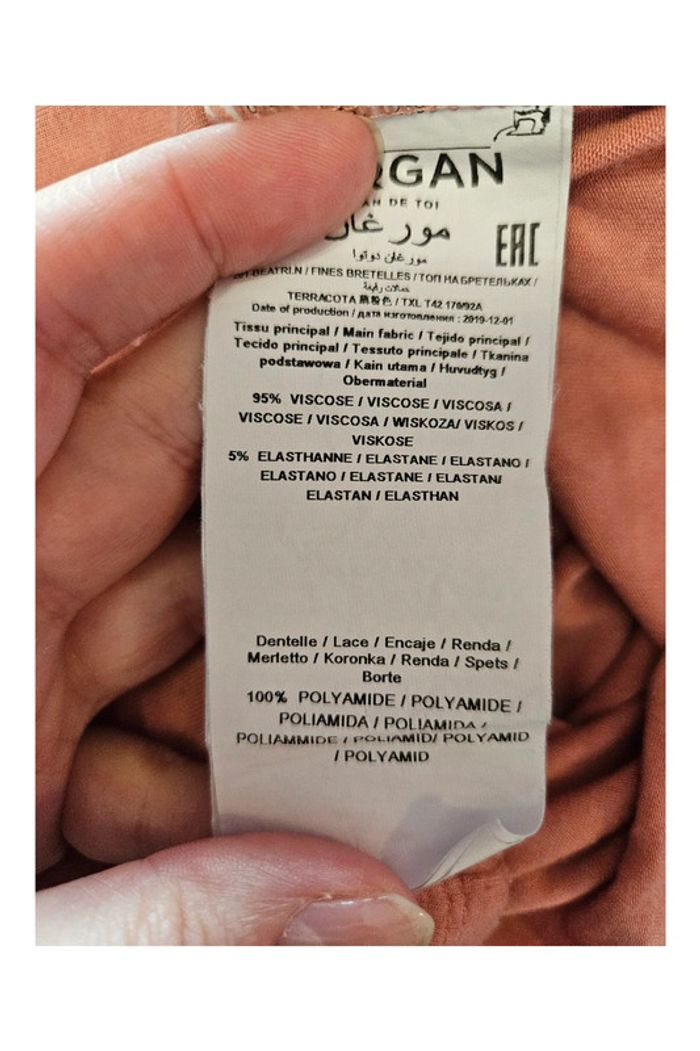 RGAN
AN DE TOI
مورغان
مورغان دوتوا
EAC
/ FINES BRETELLES / ТОП НА БРЕТЕЛЬКАХ /
TERRACOTA 色 / TXL T42 170/92A
Date of production / дата изготовления : 2019-12-01
Tissu principal / Main fabric / Tejido principal /
Tecido principal / Tessuto principale / Tkanina
podstawowa / Kain utama / Huvudtyg /
Obermaterial
95% VISCOSE / VISCOSE / VISCOSA /
VISCOSE / VISCOSA / WISKOZA/ VISKOS /
VISKOSE
5% ELASTHANNE / ELASTANE / ELASTANO /
ELASTANO / ELASTANE / ELASTAN/
ELASTAN / ELASTHAN
Dentelle / Lace / Encaje / Renda /
Merletto / Koronka / Renda / Spets /
Borte
100% POLYAMIDE / POLYAMIDE /
POLIAMIDA / POLIAMIDA /
POLIAMMIDE / POLIAMID/ POLYAMID
/ POLYAMID